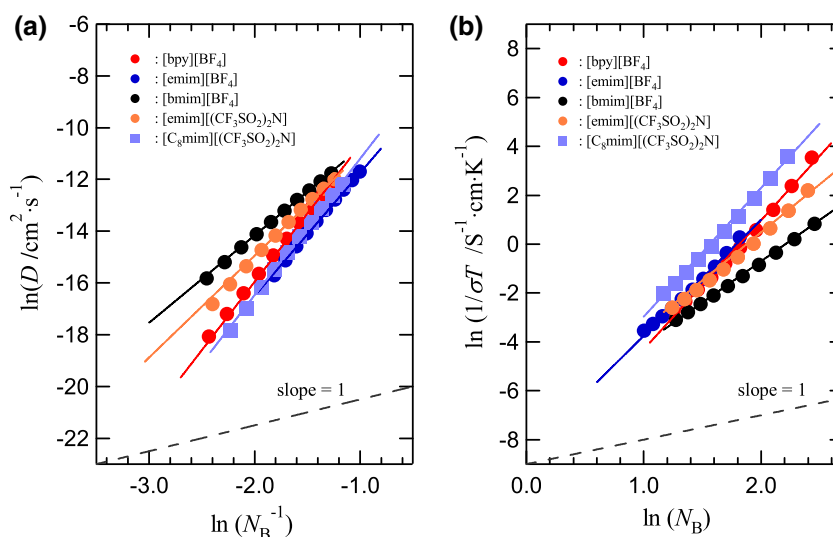 (a)
-6
-8
-10
-12
-14
-16
-18
-20
-22
ln(D /cm²·s⁻¹)
: [bpy][BF₄]
: [emim][BF₄]
: [bmim][BF₄]
: [emim][(CF₃SO₂)₂N]
: [C₈mim][(CF₃SO₂)₂N]
slope = 1
-3.0 -2.0 -1.0
ln (N_B⁻¹)
(b)
8
6
4
2
0
-2
-4
-6
-8
ln (1/σT /S⁻¹·cm·K⁻¹)
: [bpy][BF₄]
: [emim][BF₄]
: [bmim][BF₄]
: [emim][(CF₃SO₂)₂N]
: [C₈mim][(CF₃SO₂)₂N]
slope = 1
0.0 1.0 2.0
ln (N_B)